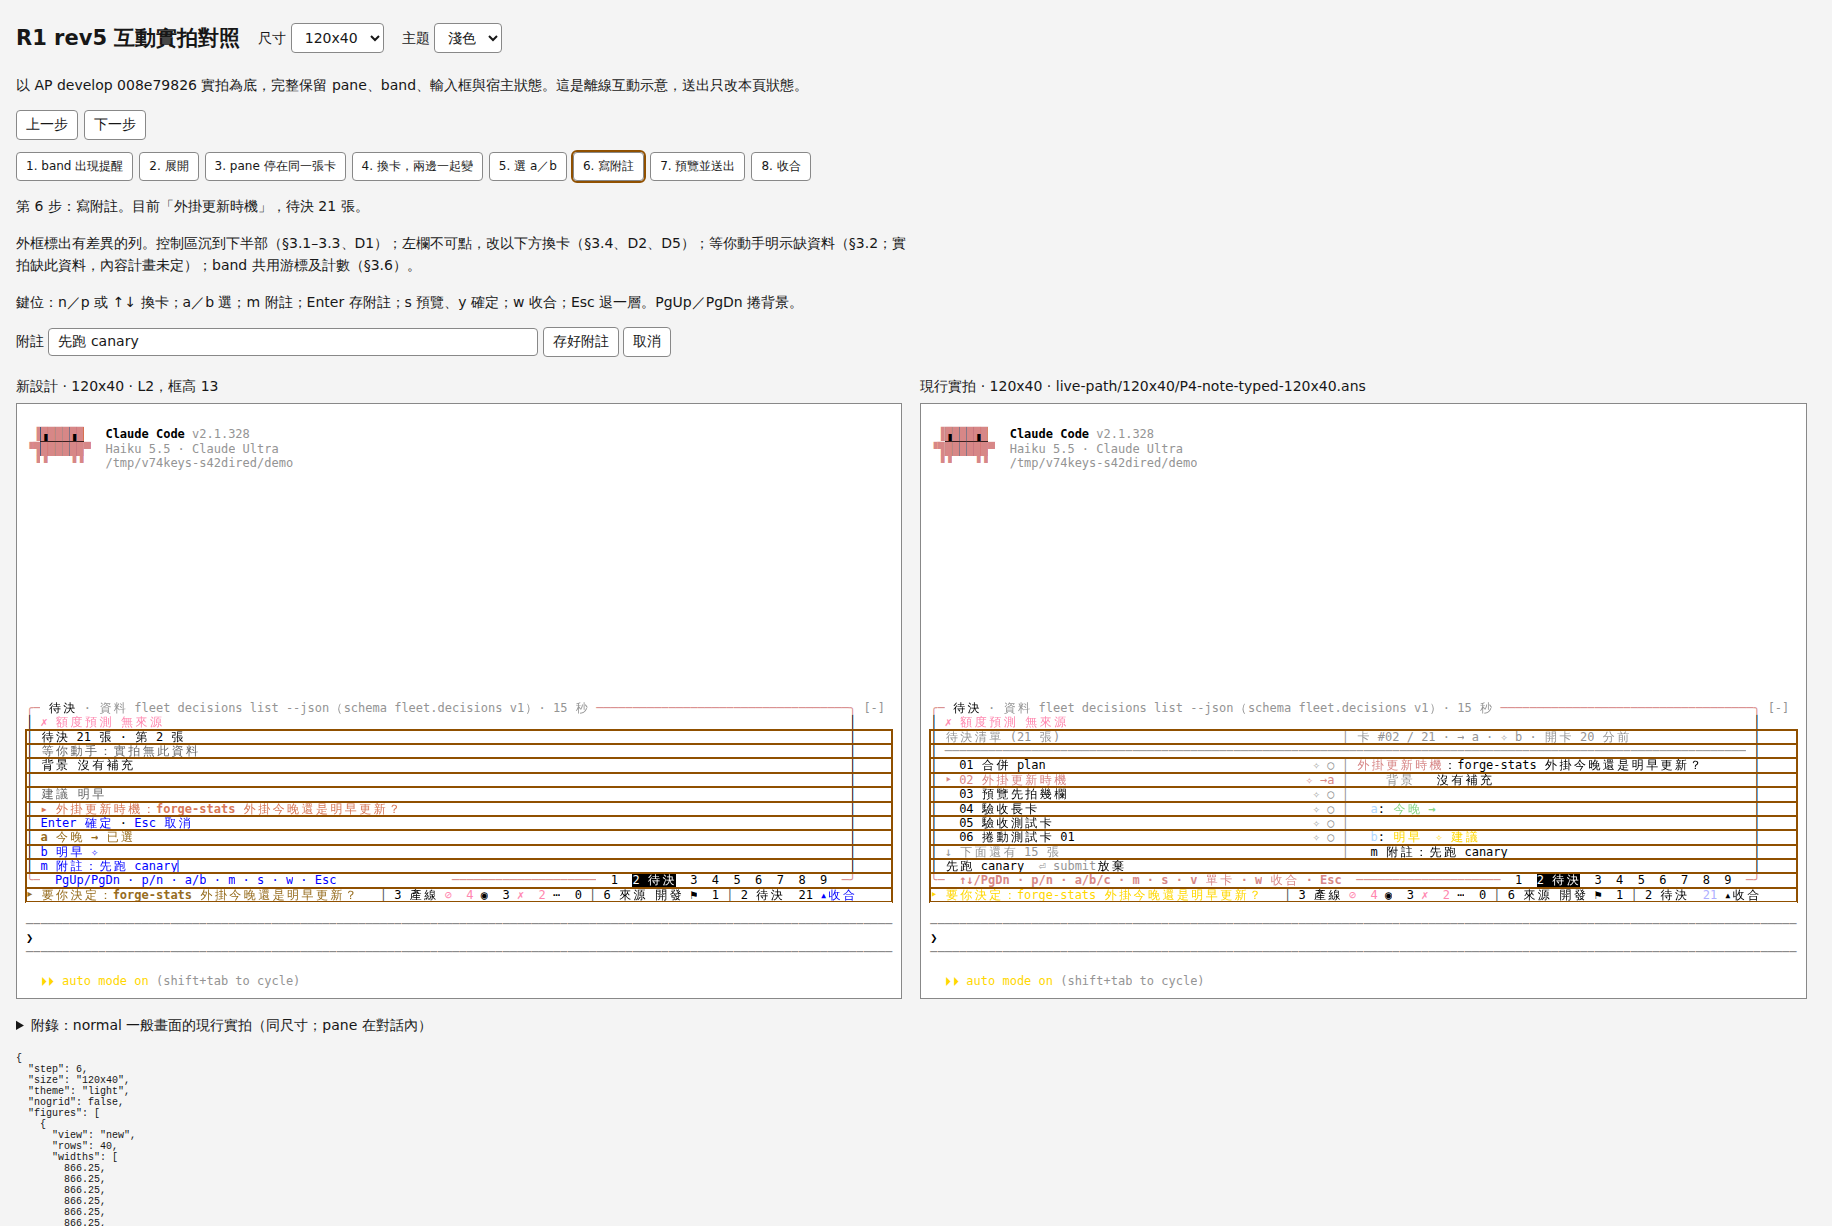 R1 rev5 互動實拍對照 尺寸 120x40 主題 淺色
以 AP develop 008e79826 實拍為底，完整保留 pane、band、輸入框與宿主狀態。這是離線互動示意，送出只改本頁狀態。
上一步 下一步
1. band 出現提醒 2. 展開 3. pane 停在同一張卡 4. 換卡，兩邊一起變 5. 選 a／b 6. 寫附註 7. 預覽並送出 8. 收合
第 6 步：寫附註。目前「外掛更新時機」，待決 21 張。
外框標出有差異的列。控制區沉到下半部（§3.1–3.3、D1）；左欄不可點，改以下方換卡（§3.4、D2、D5）；等你動手明示缺資料（§3.2；實
拍缺此資料，內容計畫未定）；band 共用游標及計數（§3.6）。
鍵位：n／p 或 ↑↓ 換卡；a／b 選；m 附註；Enter 存附註；s 預覽、y 確定；w 收合；Esc 退一層。PgUp／PgDn 捲背景。
附註 先跑 canary 存好附註 取消
新設計 · 120x40 · L2，框高 13
Claude Code v2.1.328
Haiku 5.5 · Claude Ultra
/tmp/v74keys-s42dired/demo
待決 · 資料 fleet decisions list --json（schema fleet.decisions v1）· 15 秒 [-]
✗ 額度預測 無來源
待決 21 張 · 第 2 張
等你動手：實拍無此資料
背景 沒有補充
建議 明早
▸ 外掛更新時機：forge-stats 外掛今晚還是明早更新？
Enter 確定 · Esc 取消
a 今晚 → 已選
b 明早 ✧
m 附註：先跑 canary
PgUp/PgDn · p/n · a/b · m · s · w · Esc 1 2 待決 3 4 5 6 7 8 9
▸ 要你決定：forge-stats 外掛今晚還是明早更新？ | 3 產線 ⊘ 4 ◉ 3 ✗ 2 ⋯ 0 | 6 來源 開發 ⚑ 1 | 2 待決 21 ▴收合
❯
⏵⏵ auto mode on (shift+tab to cycle)
現行實拍 · 120x40 · live-path/120x40/P4-note-typed-120x40.ans
Claude Code v2.1.328
Haiku 5.5 · Claude Ultra
/tmp/v74keys-s42dired/demo
待決 · 資料 fleet decisions list --json（schema fleet.decisions v1）· 15 秒 [-]
✗ 額度預測 無來源
待決清單 (21 張) | 卡 #02 / 21 · → a · ✧ b · 開卡 20 分前
01 合併 plan ✧ ○ | 外掛更新時機：forge-stats 外掛今晚還是明早更新？
▸ 02 外掛更新時機 ✧ →a | 背景 沒有補充
03 預覽先拍幾欄 ✧ ○ |
04 驗收長卡 ✧ ○ | a: 今晚 →
05 驗收測試卡 ✧ ○ |
06 捲動測試卡 01 ✧ ○ | b: 明早 ✧ 建議
↓ 下面還有 15 張 | m 附註：先跑 canary
先跑 canary ⏎ submit放棄
↑↓/PgDn · p/n · a/b/c · m · s · v 單卡 · w 收合 · Esc 1 2 待決 3 4 5 6 7 8 9
▸ 要你決定：forge-stats 外掛今晚還是明早更新？ | 3 產線 ⊘ 4 ◉ 3 ✗ 2 ⋯ 0 | 6 來源 開發 ⚑ 1 | 2 待決 21 ▴收合
❯
⏵⏵ auto mode on (shift+tab to cycle)
▶ 附錄：normal 一般畫面的現行實拍（同尺寸；pane 在對話內）
{
"step": 6,
"size": "120x40",
"theme": "light",
"nogrid": false,
"figures": [
{
"view": "new",
"rows": 40,
"widths": [
866.25,
866.25,
866.25,
866.25,
866.25,
866.25,